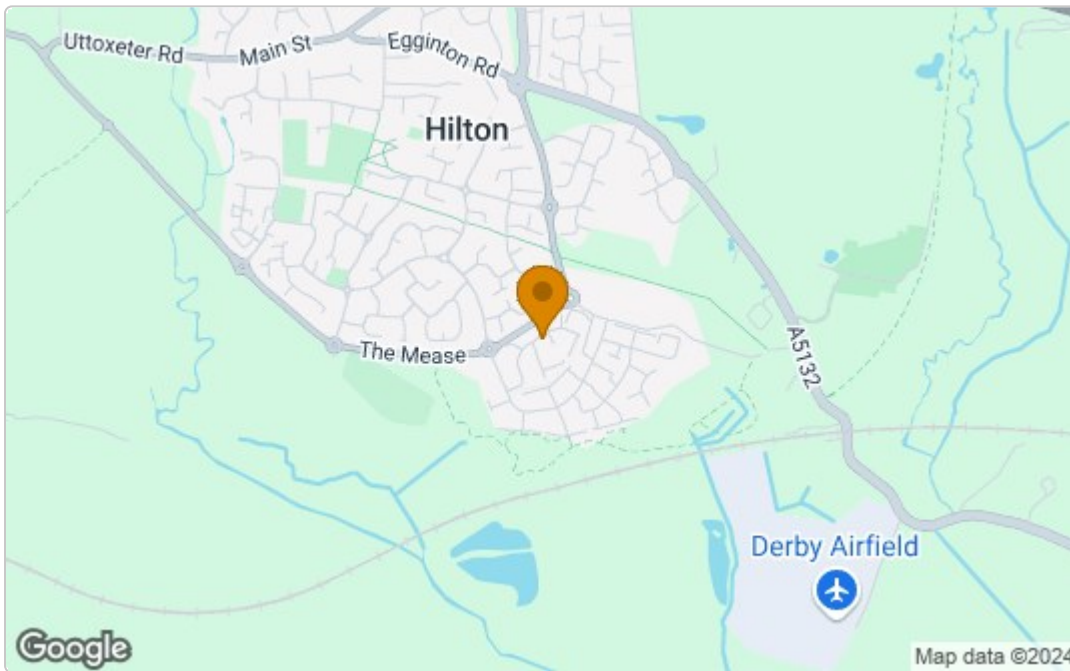 Uttoxeter Rd
Main St
Egginton Rd
Hilton
The Mease
A5132
Derby Airfield
Google
Map data ©2024